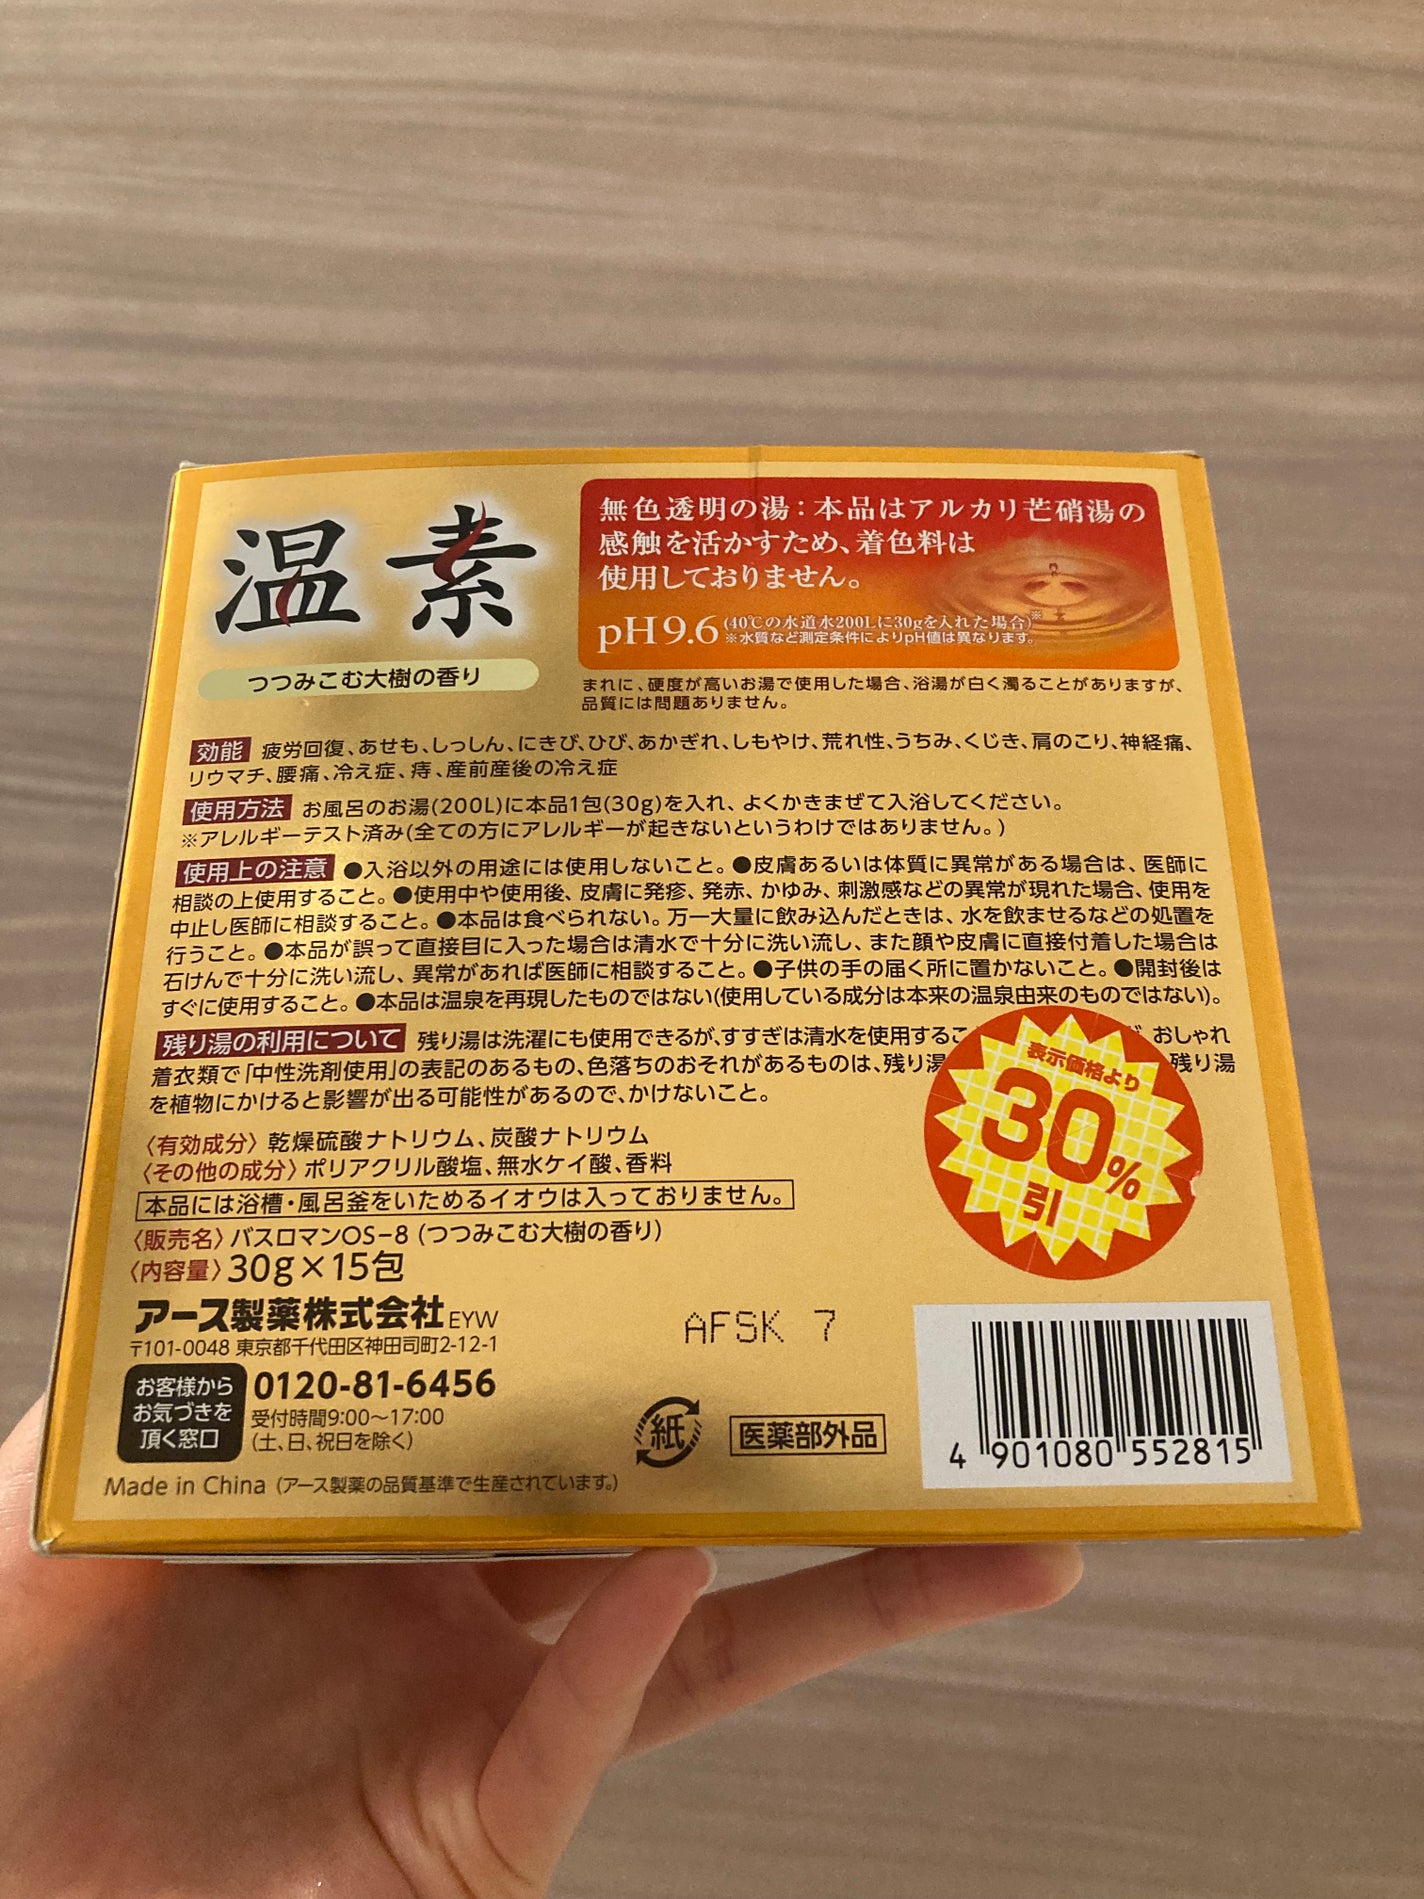 温素
つつみこむ大樹の香り
無色透明の湯：本品はアルカリ芒硝湯の
感触を活かすため、着色料は
使用しておりません。
pH9.6 (40℃の水道水200Lに30gを入れた場合)※
※水質など測定条件によりpH値は異なります。
まれに、硬度が高いお湯で使用した場合、浴湯が白く濁ることがありますが、
品質には問題ありません。
効能 疲労回復、あせも、しっしん、にきび、ひび、あかぎれ、しもやけ、荒れ性、うちみ、くじき、肩のこり、神経痛、
リウマチ、腰痛、冷え症、痔、産前産後の冷え症
使用方法 お風呂のお湯(200L)に本品1包(30g)を入れ、よくかきまぜて入浴してください。
※アレルギーテスト済み(全ての方にアレルギーが起きないというわけではありません。)
使用上の注意 ●入浴以外の用途には使用しないこと。●皮膚あるいは体質に異常がある場合は、医師に
相談の上使用すること。●使用中や使用後、皮膚に発疹、発赤、かゆみ、刺激感などの異常が現れた場合、使用を
中止し医師に相談すること。●本品は食べられない。万一大量に飲み込んだときは、水を飲ませるなどの処置を
行うこと。●本品が誤って直接目に入った場合は清水で十分に洗い流し、また顔や皮膚に直接付着した場合は
石けんで十分に洗い流し、異常があれば医師に相談すること。●子供の手の届く所に置かないこと。●開封後は
すぐに使用すること。●本品は温泉を再現したものではない(使用している成分は本来の温泉由来のものではない)。
残り湯の利用について 残り湯は洗濯にも使用できるが、すすぎは清水を使用するこ おしゃれ
着衣類で「中性洗剤使用」の表記のあるもの、色落ちのおそれがあるものは、残り湯 残り湯
を植物にかけると影響が出る可能性があるので、かけないこと。
表示価格より
30%
引
〈有効成分〉乾燥硫酸ナトリウム、炭酸ナトリウム
〈その他の成分〉ポリアクリル酸塩、無水ケイ酸、香料
本品には浴槽・風呂釜をいためるイオウは入っておりません。
〈販売名〉バスロマンOS-8 (つつみこむ大樹の香り)
〈内容量〉30g×15包
アース製薬株式会社 EYW
〒101-0048 東京都千代田区神田司町2-12-1
お客様から
お気づきを
頂く窓口
0120-81-6456
受付時間9:00〜17:00
(土、日、祝日を除く)
Made in China (アース製薬の品質基準で生産されています。)
AFSK 7
紙
医薬部外品
4 901080 552815